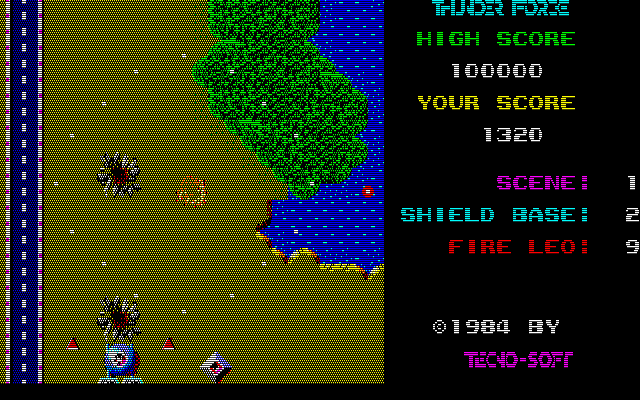 THUNDER FORCE
HIGH SCORE
100000
YOUR SCORE
1320
SCENE: 1
SHIELD BASE: 2
FIRE LEO: 9
©1984 BY
TECNO-SOFT